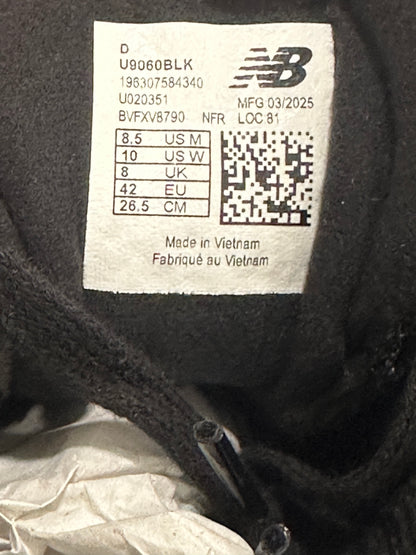 D
U9060BLK
NB
196307584340
U020351
MFG 03/2025
BVFXV8790 NFR LOC 81
8.5 US M
10 US W
8 UK
42 EU
26.5 CM
Made in Vietnam
Fabriqué au Vietnam